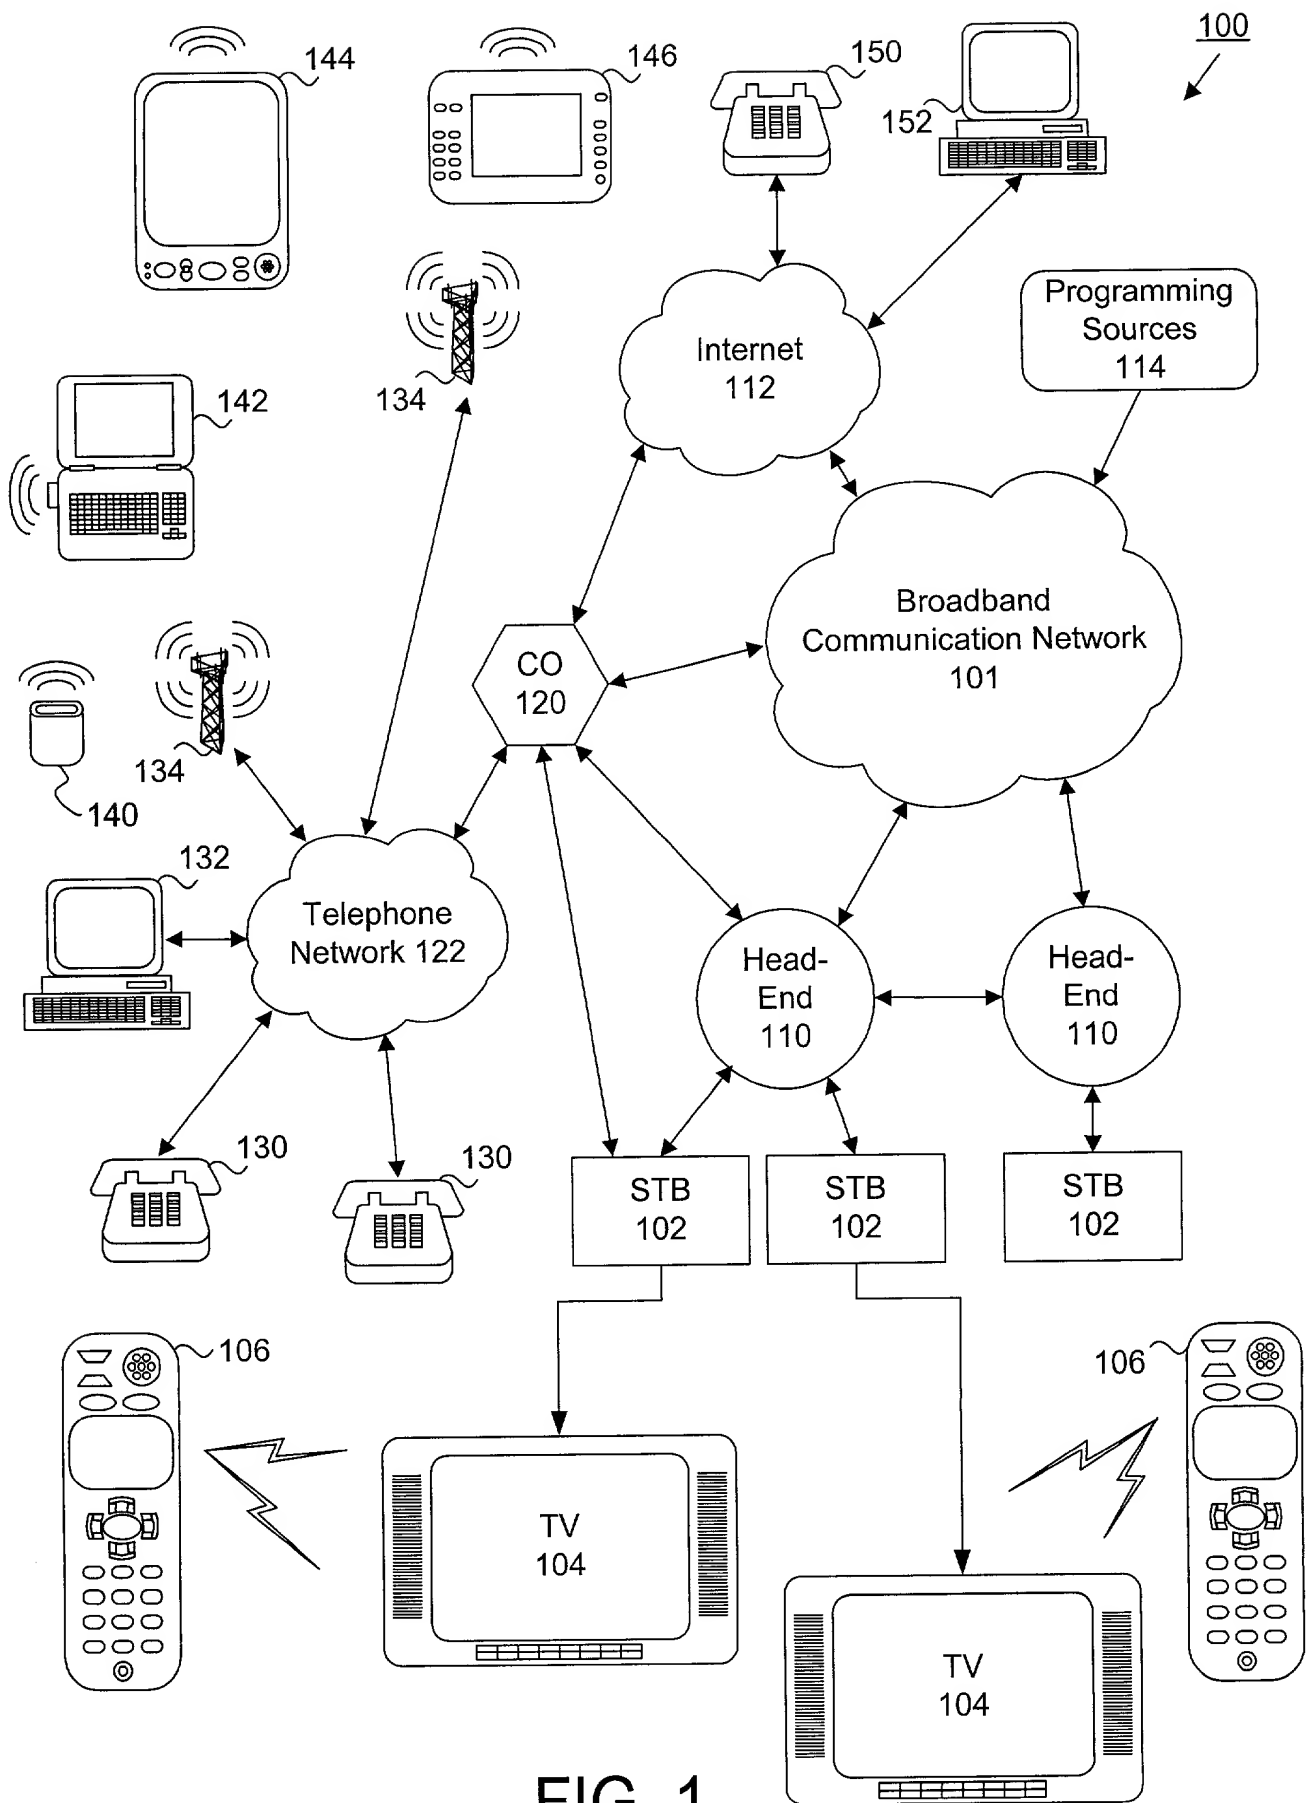 100
144
146
150
152
Programming
Sources
114
Internet
112
134
142
Broadband
Communication Network
101
CO
120
134
140
132
Telephone
Network 122
Head-
End
110
Head-
End
110
130
130
STB
102
STB
102
STB
102
106
106
TV
104
TV
104
FIG. 1